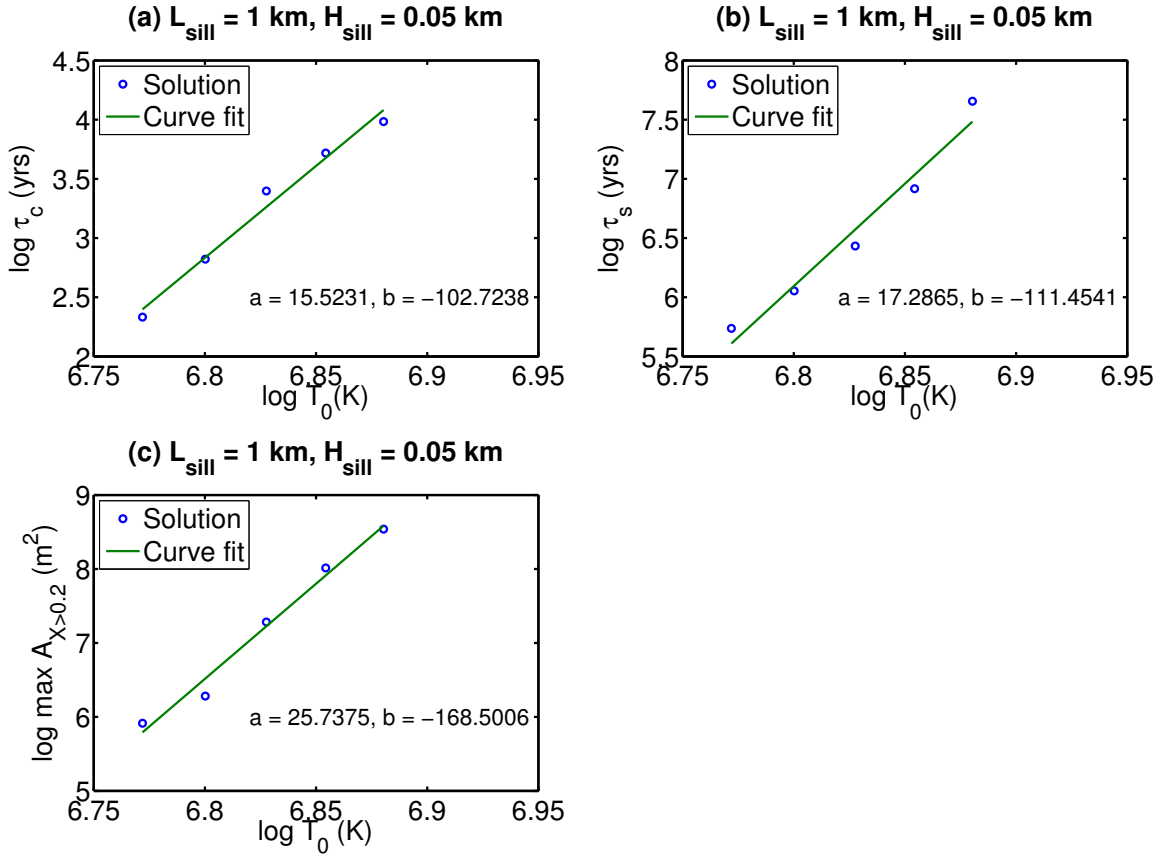 (a) L_sill = 1 km, H_sill = 0.05 km
4.5
4
3.5
3
2.5
2
log τ_c (yrs)
Solution
Curve fit
a = 15.5231, b = −102.7238
6.75 6.8 6.85 6.9 6.95
log T_0(K)
(b) L_sill = 1 km, H_sill = 0.05 km
8
7.5
7
6.5
6
5.5
log τ_s (yrs)
Solution
Curve fit
a = 17.2865, b = −111.4541
6.75 6.8 6.85 6.9 6.95
log T_0(K)
(c) L_sill = 1 km, H_sill = 0.05 km
9
8
7
6
5
log max A_X>0.2 (m²)
Solution
Curve fit
a = 25.7375, b = −168.5006
6.75 6.8 6.85 6.9 6.95
log T_0 (K)